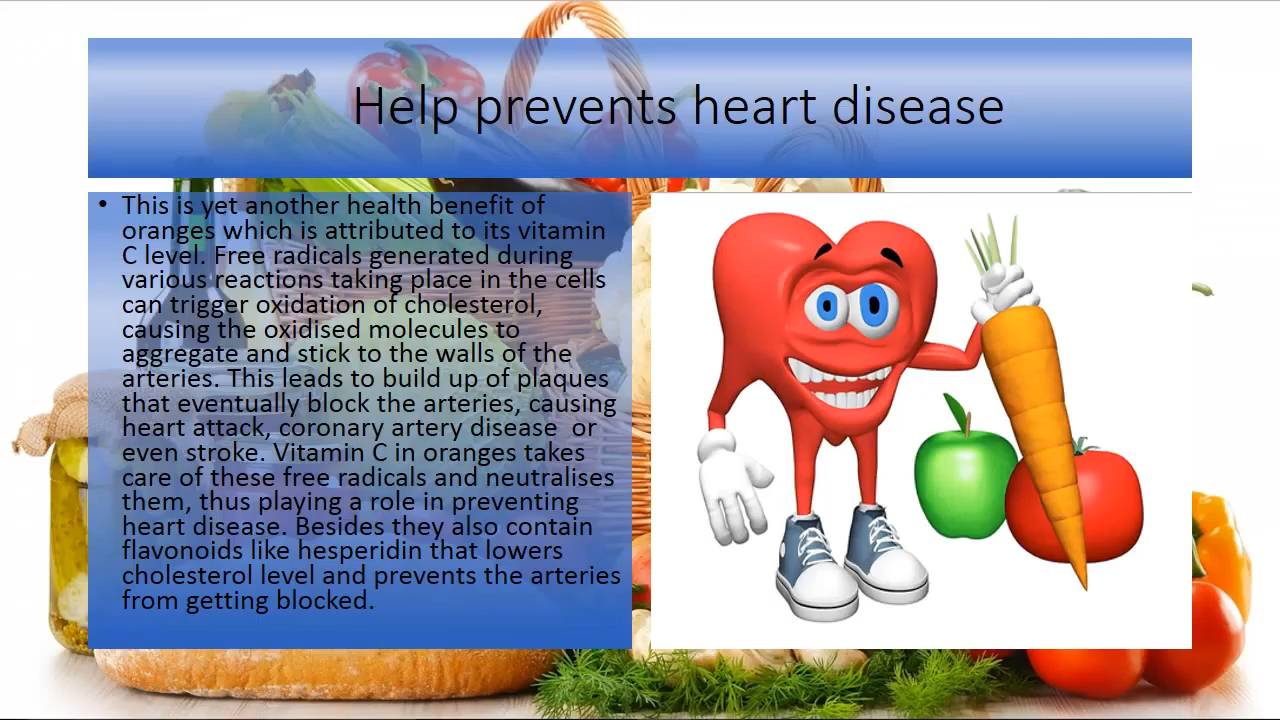 Help prevents heart disease
• This is yet another health benefit of
oranges which is attributed to its vitamin
C level. Free radicals generated during
various reactions taking place in the cells
can trigger oxidation of cholesterol,
causing the oxidised molecules to
aggregate and stick to the walls of the
arteries. This leads to build up of plaques
that eventually block the arteries, causing
heart attack, coronary artery disease  or
even stroke. Vitamin C in oranges takes
care of these free radicals and neutralises
them, thus playing a role in preventing
heart disease. Besides they also contain
flavonoids like hesperidin that lowers
cholesterol level and prevents the arteries
from getting blocked.